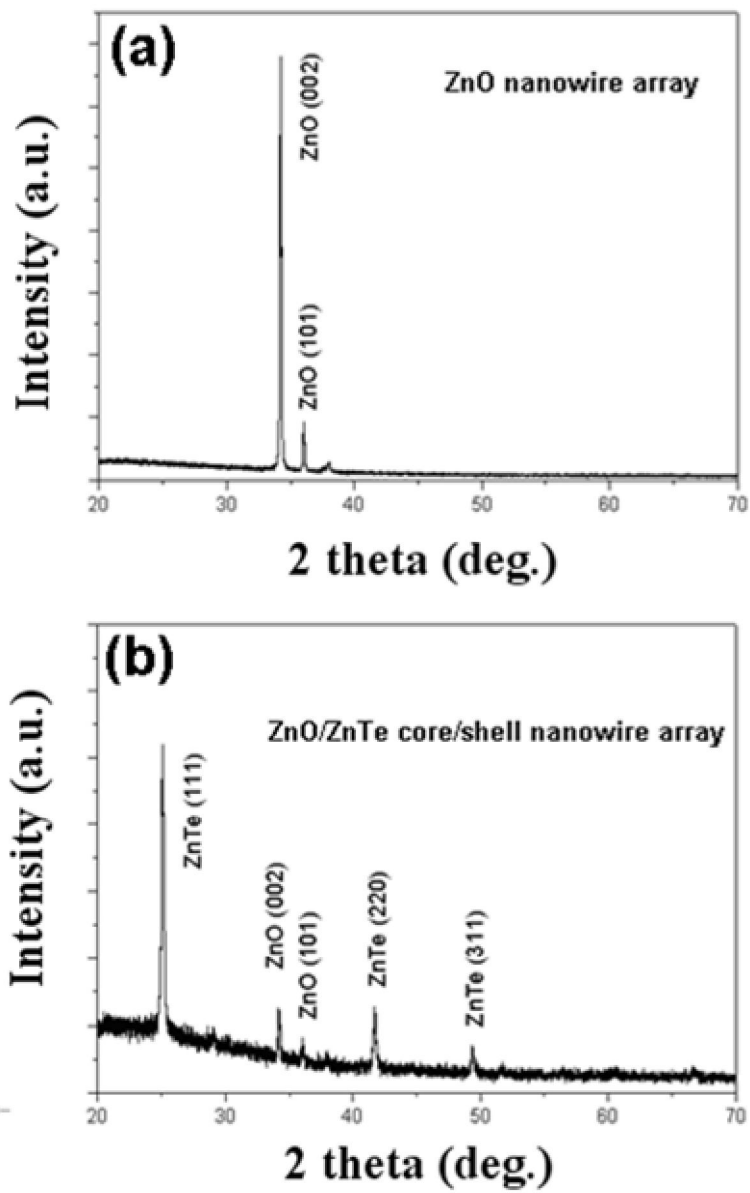 (a)
ZnO nanowire array
ZnO (002)
ZnO (101)
Intensity (a.u.)
20 30 40 50 60 70
2 theta (deg.)
(b)
ZnO/ZnTe core/shell nanowire array
ZnTe (111)
ZnO (002)
ZnO (101)
ZnTe (220)
ZnTe (311)
Intensity (a.u.)
20 30 40 50 60 70
2 theta (deg.)